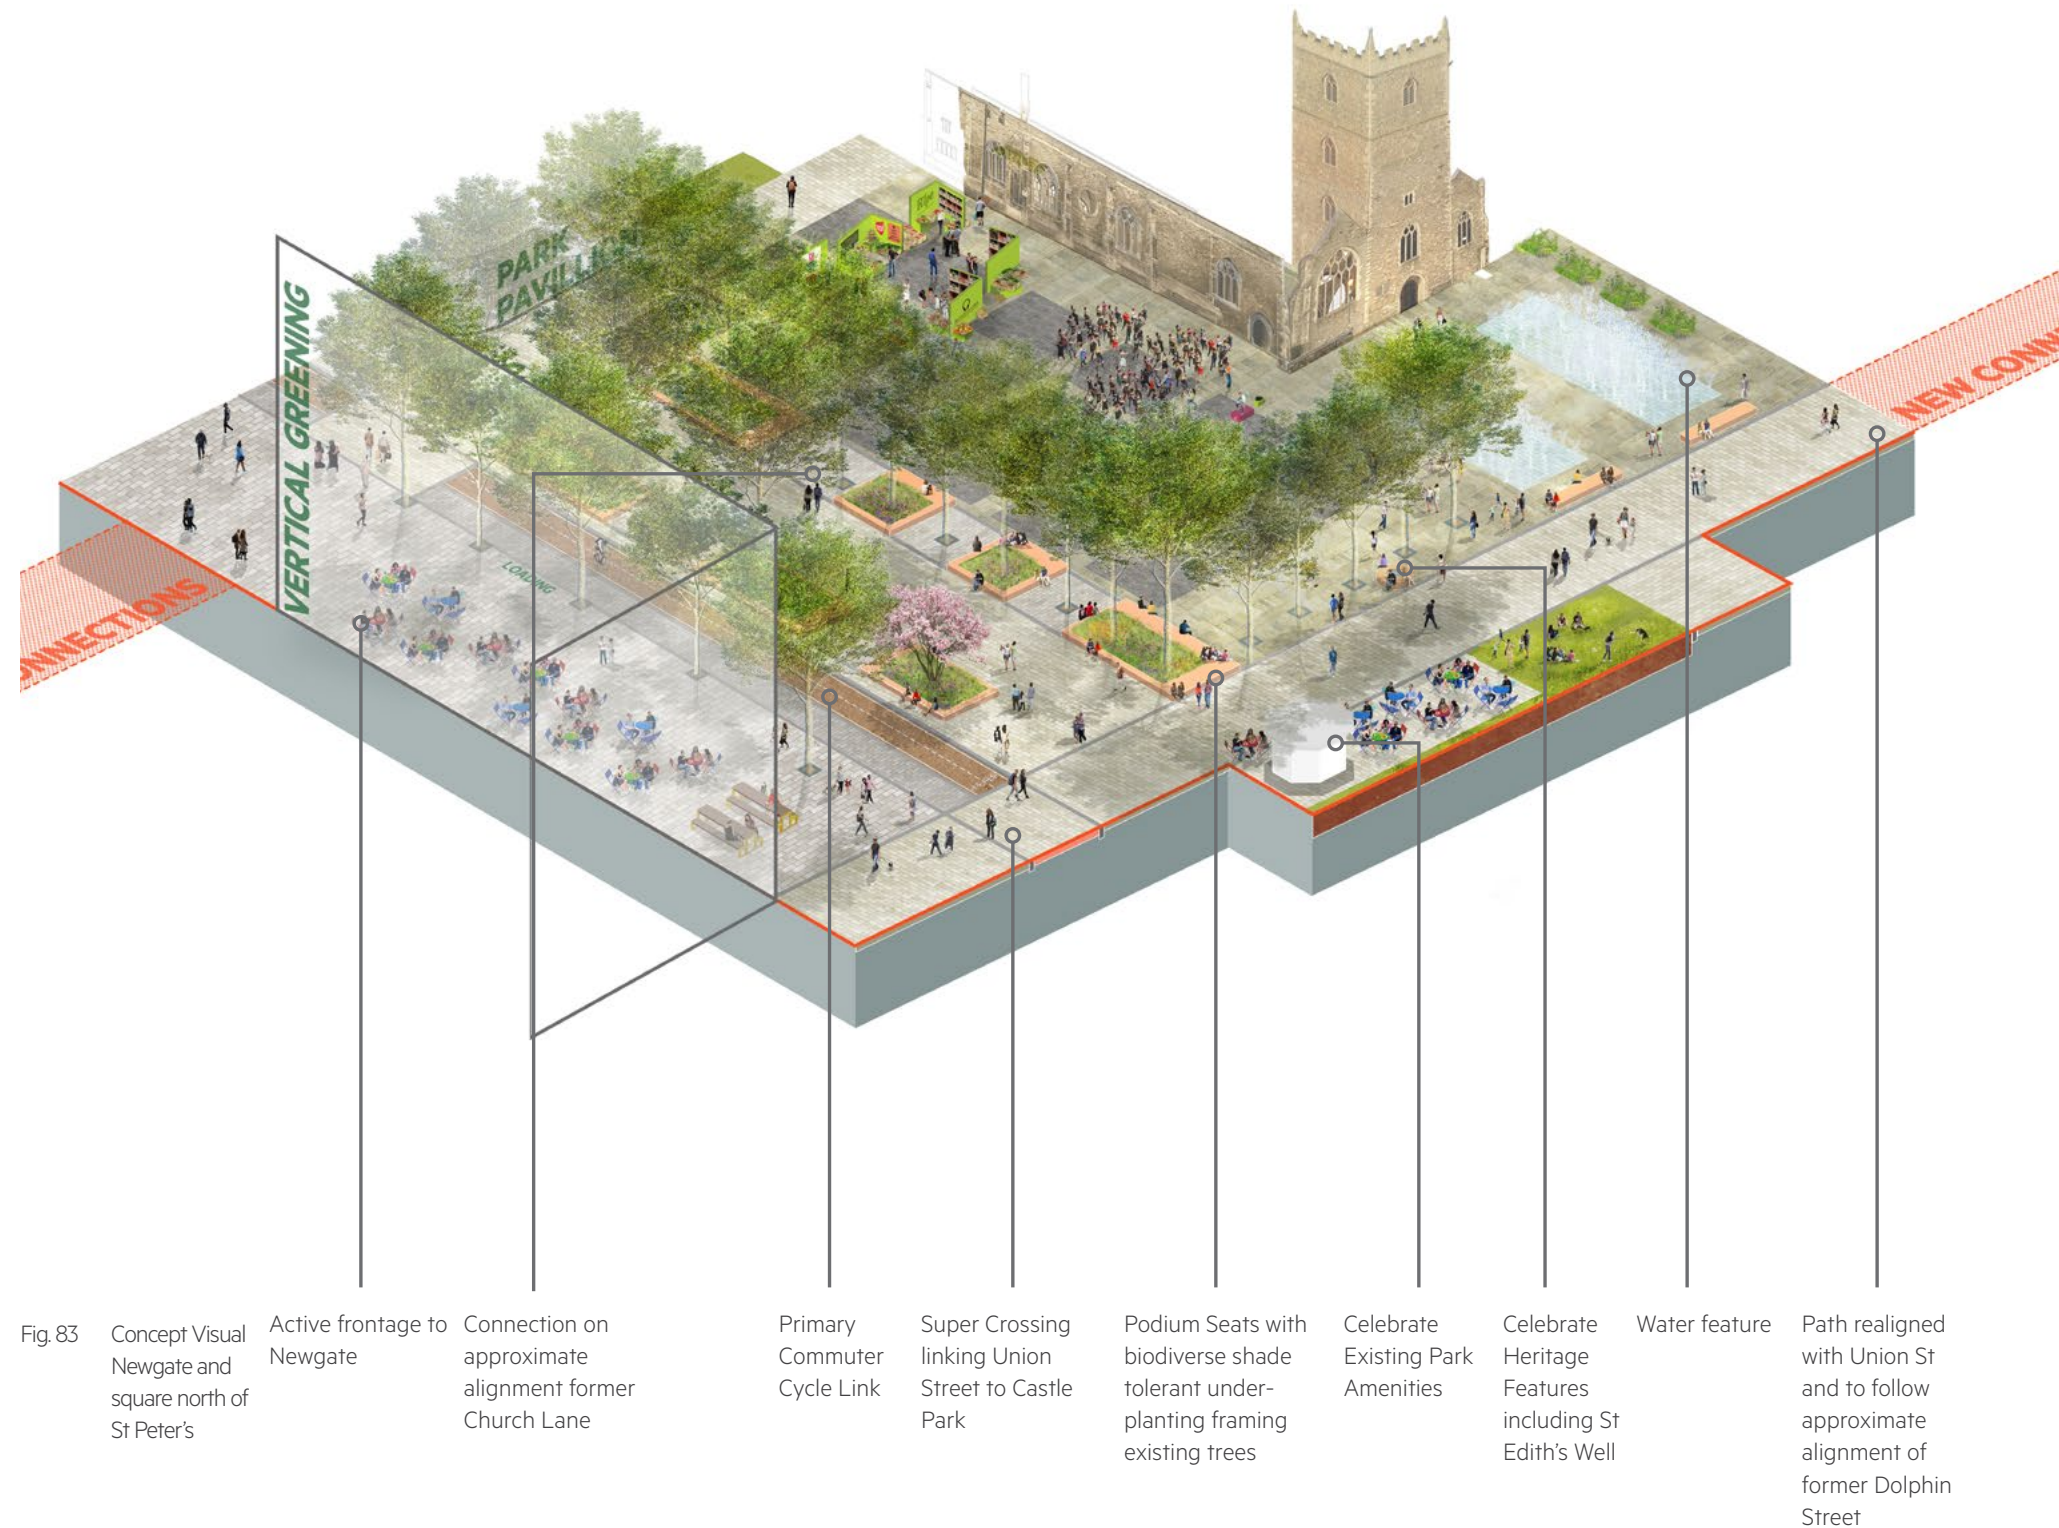 PARK
PAVILLION
VERTICAL GREENING
NEW CONN
LOADING
ONNECTIONS
Fig. 83
Concept Visual
Newgate and
square north of
St Peter's
Active frontage to
Newgate
Connection on
approximate
alignment former
Church Lane
Primary
Commuter
Cycle Link
Super Crossing
linking Union
Street to Castle
Park
Podium Seats with
biodiverse shade
tolerant under-
planting framing
existing trees
Celebrate
Existing Park
Amenities
Celebrate
Heritage
Features
including St
Edith's Well
Water feature
Path realigned
with Union St
and to follow
approximate
alignment of
former Dolphin
Street